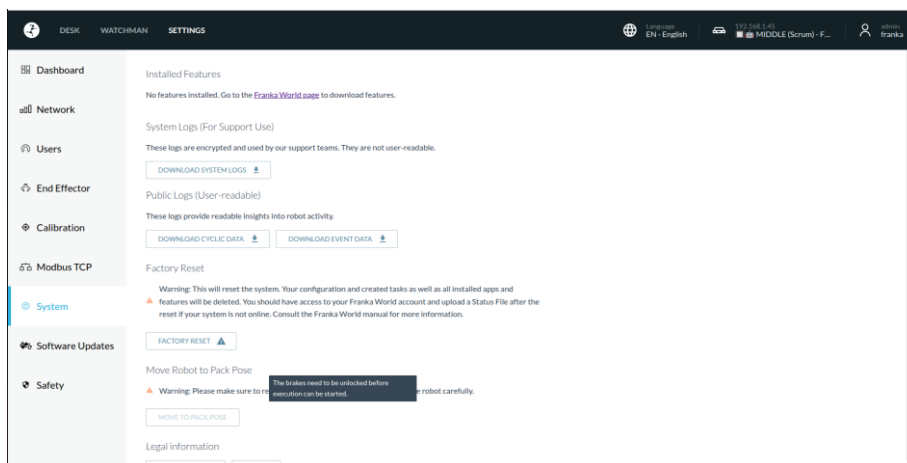 DESK WATCHMAN SETTINGS
Language
EN - English
192.168.1.45
MIDDLE (Scrum) - F...
admin
franka
Dashboard
Network
Users
End Effector
Calibration
Modbus TCP
System
Software Updates
Safety
Installed Features
No features installed. Go to the Franka World page to download features.
System Logs (For Support Use)
These logs are encrypted and used by our support teams. They are not user-readable.
DOWNLOAD SYSTEM LOGS
Public Logs (User-readable)
These logs provide readable insights into robot activity.
DOWNLOAD CYCLIC DATA DOWNLOAD EVENT DATA
Factory Reset
Warning: This will reset the system. Your configuration and created tasks as well as all installed apps and
features will be deleted. You should have access to your Franka World account and upload a Status File after the
reset if your system is not online. Consult the Franka World manual for more information.
FACTORY RESET
Move Robot to Pack Pose
The brakes need to be unlocked before
execution can be started.
Warning: Please make sure to re e robot carefully.
MOVE TO PACK POSE
Legal information